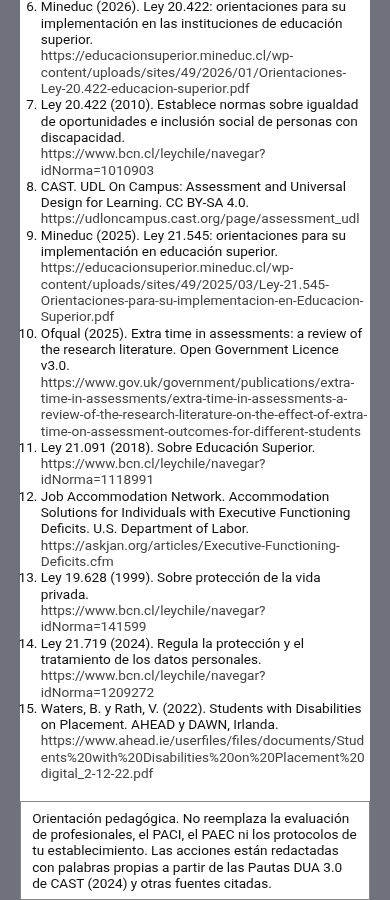 6. Mineduc (2026). Ley 20.422: orientaciones para su
implementación en las instituciones de educación
superior.
https://educacionsuperior.mineduc.cl/wp-
content/uploads/sites/49/2026/01/Orientaciones-
Ley-20.422-educacion-superior.pdf
7. Ley 20.422 (2010). Establece normas sobre igualdad
de oportunidades e inclusión social de personas con
discapacidad.
https://www.bcn.cl/leychile/navegar?
idNorma=1010903
8. CAST. UDL On Campus: Assessment and Universal
Design for Learning. CC BY-SA 4.0.
https://udloncampus.cast.org/page/assessment_udl
9. Mineduc (2025). Ley 21.545: orientaciones para su
implementación en educación superior.
https://educacionsuperior.mineduc.cl/wp-
content/uploads/sites/49/2025/03/Ley-21.545-
Orientaciones-para-su-implementacion-en-Educacion-
Superior.pdf
10. Ofqual (2025). Extra time in assessments: a review of
the research literature. Open Government Licence
v3.0.
https://www.gov.uk/government/publications/extra-
time-in-assessments/extra-time-in-assessments-a-
review-of-the-research-literature-on-the-effect-of-extra-
time-on-assessment-outcomes-for-different-students
11. Ley 21.091 (2018). Sobre Educación Superior.
https://www.bcn.cl/leychile/navegar?
idNorma=1118991
12. Job Accommodation Network. Accommodation
Solutions for Individuals with Executive Functioning
Deficits. U.S. Department of Labor.
https://askjan.org/articles/Executive-Functioning-
Deficits.cfm
13. Ley 19.628 (1999). Sobre protección de la vida
privada.
https://www.bcn.cl/leychile/navegar?
idNorma=141599
14. Ley 21.719 (2024). Regula la protección y el
tratamiento de los datos personales.
https://www.bcn.cl/leychile/navegar?
idNorma=1209272
15. Waters, B. y Rath, V. (2022). Students with Disabilities
on Placement. AHEAD y DAWN, Irlanda.
https://www.ahead.ie/userfiles/files/documents/Stud
ents%20with%20Disabilities%20on%20Placement%20
digital_2-12-22.pdf
Orientación pedagógica. No reemplaza la evaluación
de profesionales, el PACI, el PAEC ni los protocolos de
tu establecimiento. Las acciones están redactadas
con palabras propias a partir de las Pautas DUA 3.0
de CAST (2024) y otras fuentes citadas.